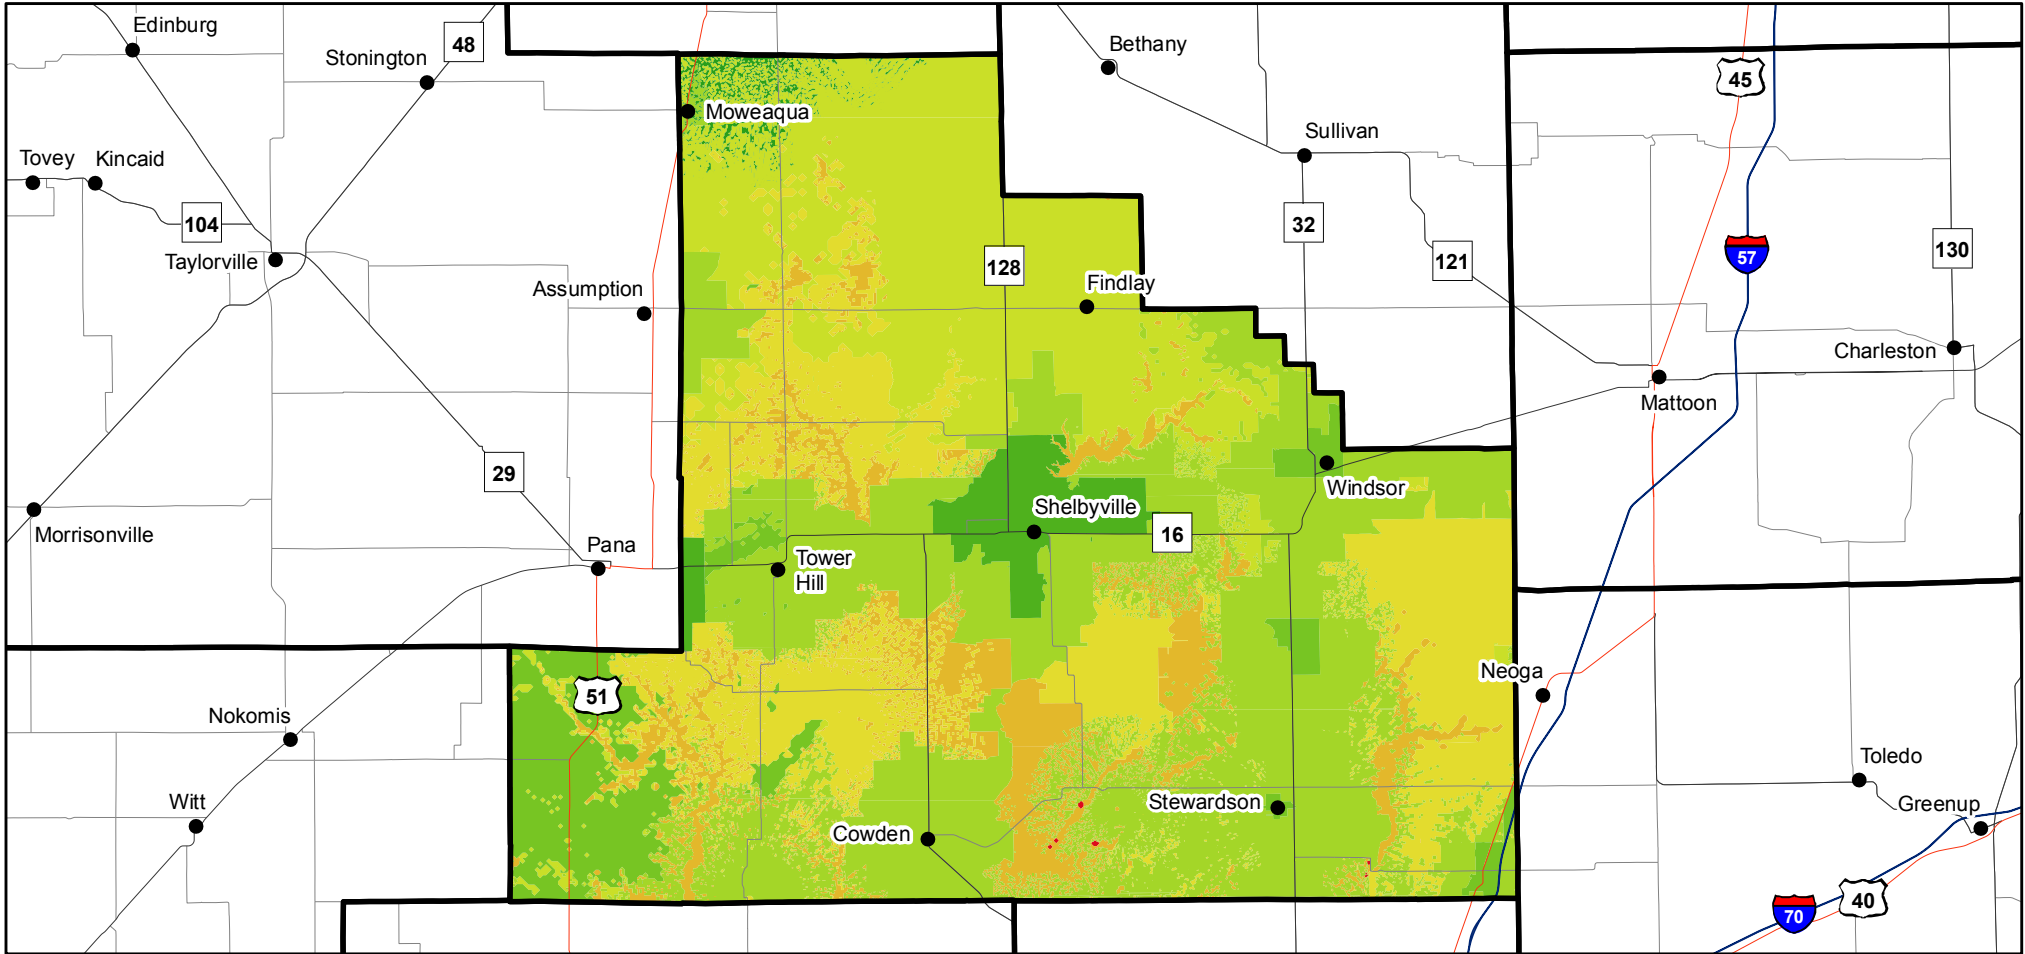 Edinburg
48
Stonington
Bethany
45
Moweaqua
Sullivan
Tovey
Kincaid
104
32
130
Taylorville
128
121
57
Assumption
Findlay
Charleston
Mattoon
29
Windsor
Shelbyville
Morrisonville
16
Pana
Tower
Hill
Neoga
51
Nokomis
Toledo
Witt
Stewardson
Greenup
Cowden
70
40